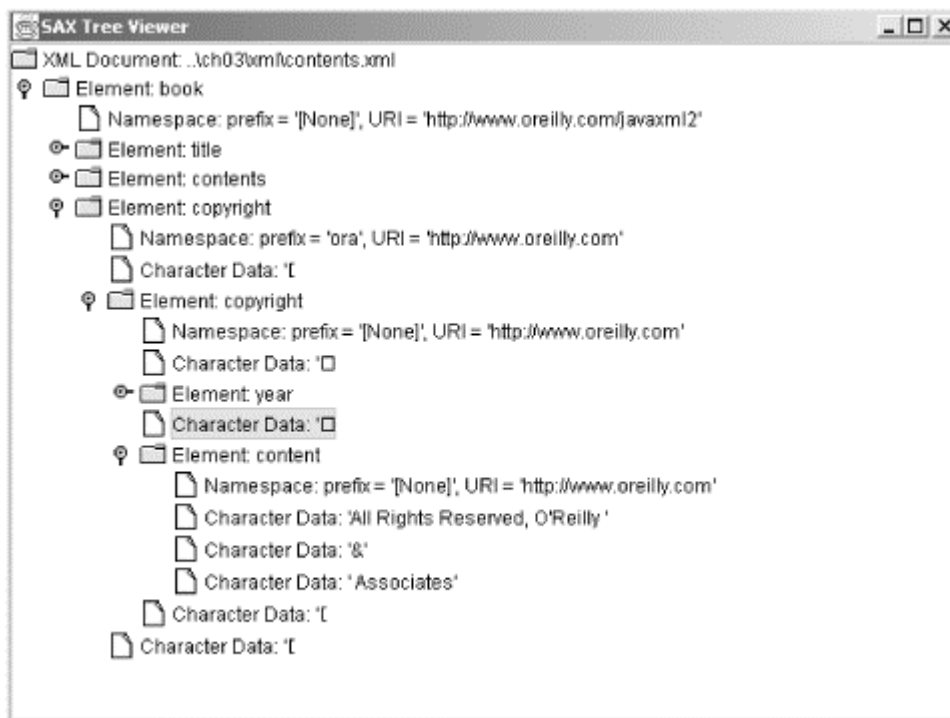 SAX Tree Viewer
XML Document: ..\ch03\xml\contents.xml
Element: book
Namespace: prefix = '[None]', URI = 'http://www.oreilly.com/javaxml2'
Element: title
Element: contents
Element: copyright
Namespace: prefix = 'ora', URI = 'http://www.oreilly.com'
Character Data: '[
Element: copyright
Namespace: prefix = '[None]', URI = 'http://www.oreilly.com'
Character Data: '□
Element: year
Character Data: '□
Element: content
Namespace: prefix = '[None]', URI = 'http://www.oreilly.com'
Character Data: 'All Rights Reserved, O'Reilly '
Character Data: '&'
Character Data: ' Associates'
Character Data: '[
Character Data: '[